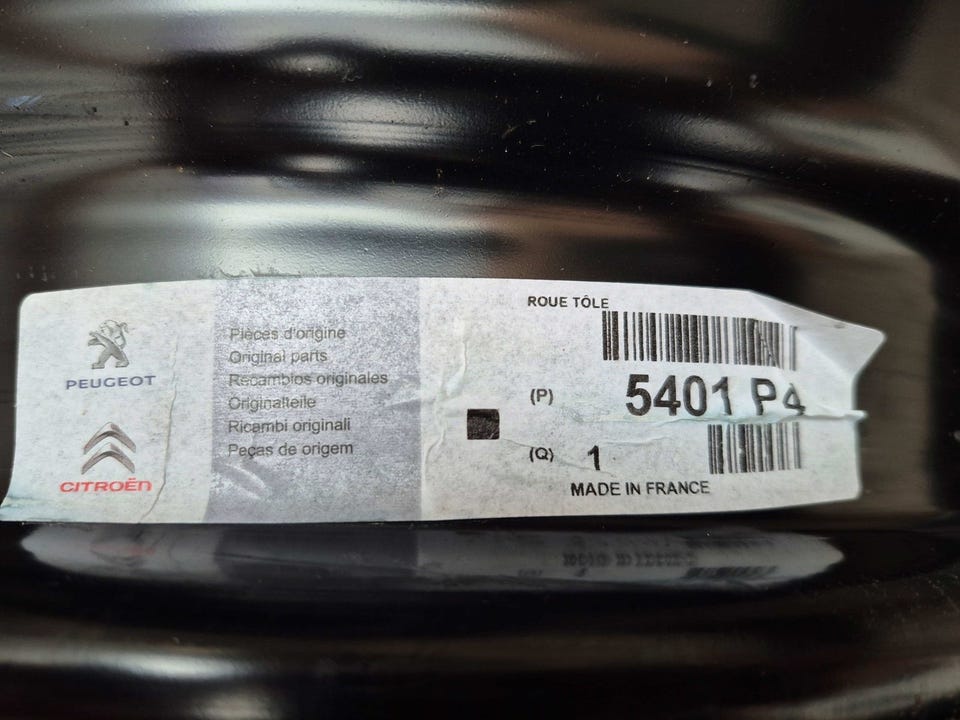 PEUGEOT
CITROËN
Pièces d'origine
Original parts
Recambios originales
Originalteile
Ricambi originali
Peças de origem
ROUE TÔLE
(P) 5401 P4
(Q) 1
MADE IN FRANCE